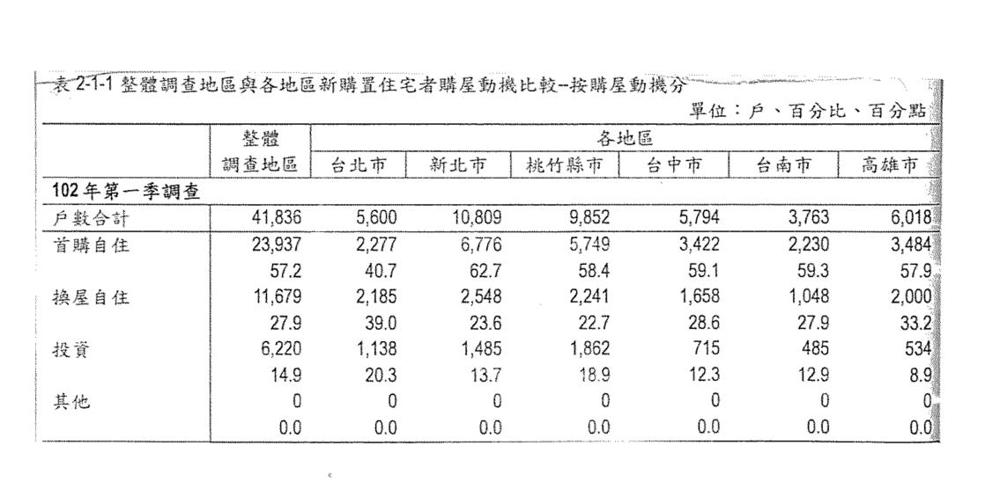 表 2-1-1 整體調查地區與各地區新購置住宅者購屋動機比較--按購屋動機分
單位：戶、百分比、百分點
整體 各地區
調查地區 台北市 新北市 桃竹縣市 台中市 台南市 高雄市
102 年第一季調查
戶數合計 41,836 5,600 10,809 9,852 5,794 3,763 6,018
首購自住 23,937 2,277 6,776 5,749 3,422 2,230 3,484
57.2 40.7 62.7 58.4 59.1 59.3 57.9
換屋自住 11,679 2,185 2,548 2,241 1,658 1,048 2,000
27.9 39.0 23.6 22.7 28.6 27.9 33.2
投資 6,220 1,138 1,485 1,862 715 485 534
14.9 20.3 13.7 18.9 12.3 12.9 8.9
其他 0 0 0 0 0 0 0
0.0 0.0 0.0 0.0 0.0 0.0 0.0